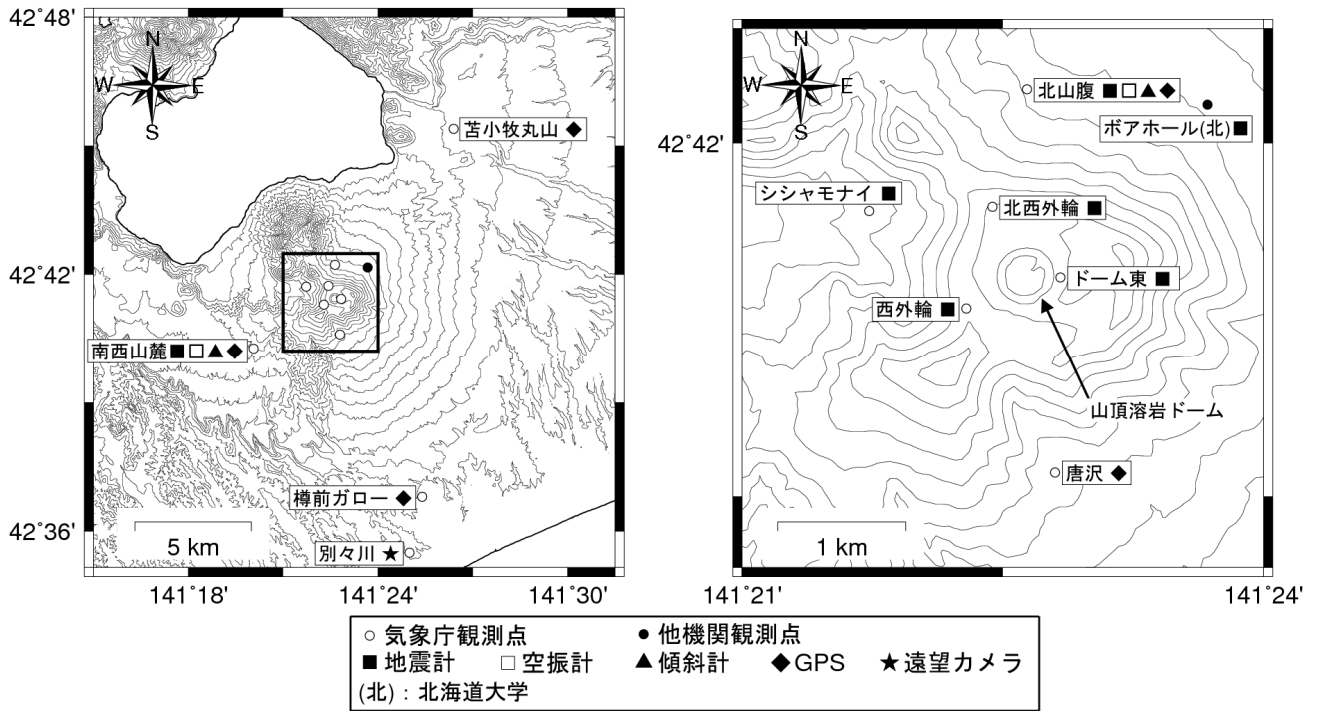 42˚48'
42˚42'
42˚36'
141˚18'
141˚24'
141˚30'
N
W
E
S
苫小牧丸山 ◆
南西山麓 ■□▲◆
樽前ガロー ◆
別々川 ★
5 km
42˚42'
141˚21'
141˚24'
N
W
E
S
北山腹 ■□▲◆
ボアホール(北) ■
シシャモナイ ■
北西外輪 ■
ドーム東 ■
西外輪 ■
山頂溶岩ドーム
唐沢 ◆
1 km
○ 気象庁観測点 ● 他機関観測点
■ 地震計 □ 空振計 ▲ 傾斜計 ◆ GPS ★ 遠望カメラ
(北)：北海道大学